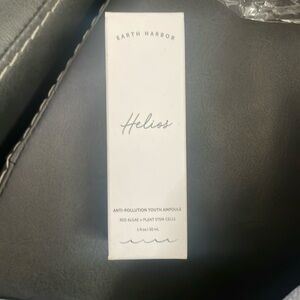 EARTH HARBOR
Helios
ANTI-POLLUTION YOUTH AMPOULE
RED ALGAE + PLANT STEM CELLS
1 fl oz / 30 mL